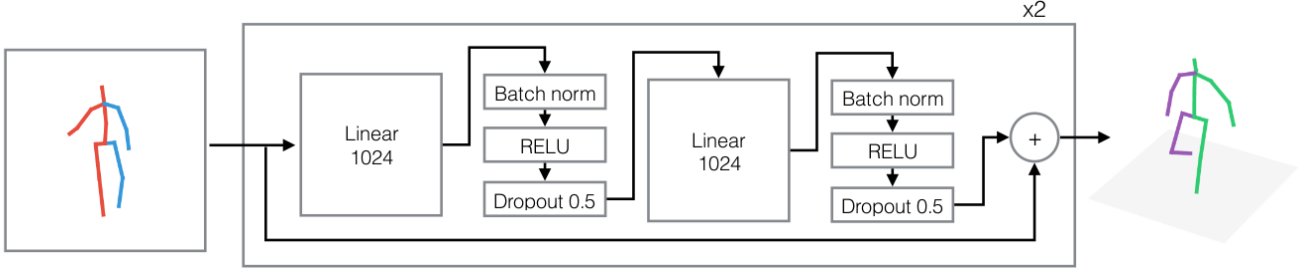 x2
Linear
1024
Batch norm
RELU
Dropout 0.5
Linear
1024
Batch norm
RELU
Dropout 0.5
+